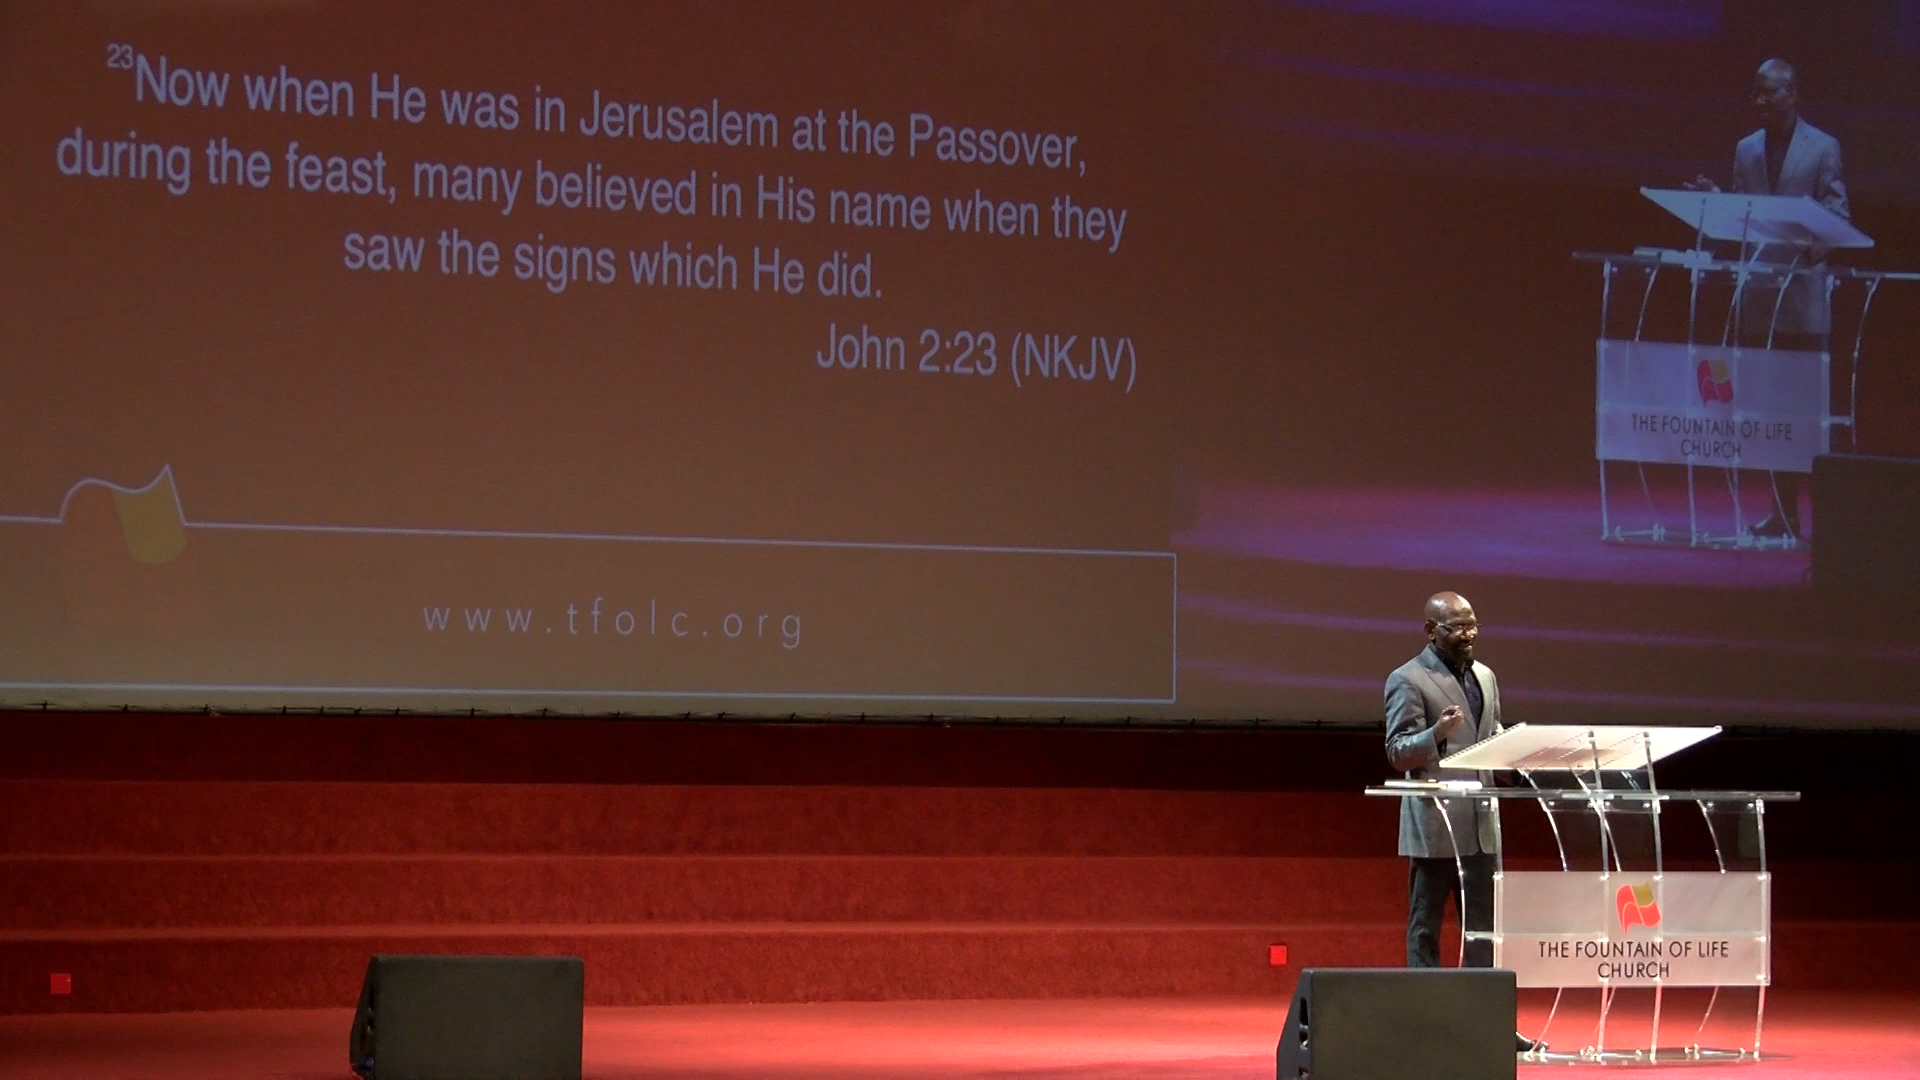 23Now when He was in Jerusalem at the Passover,
during the feast, many believed in His name when they
saw the signs which He did.
John 2:23 (NKJV)
www.tfolc.org
THE FOUNTAIN OF LIFE
CHURCH
THE FOUNTAIN OF LIFE
CHURCH